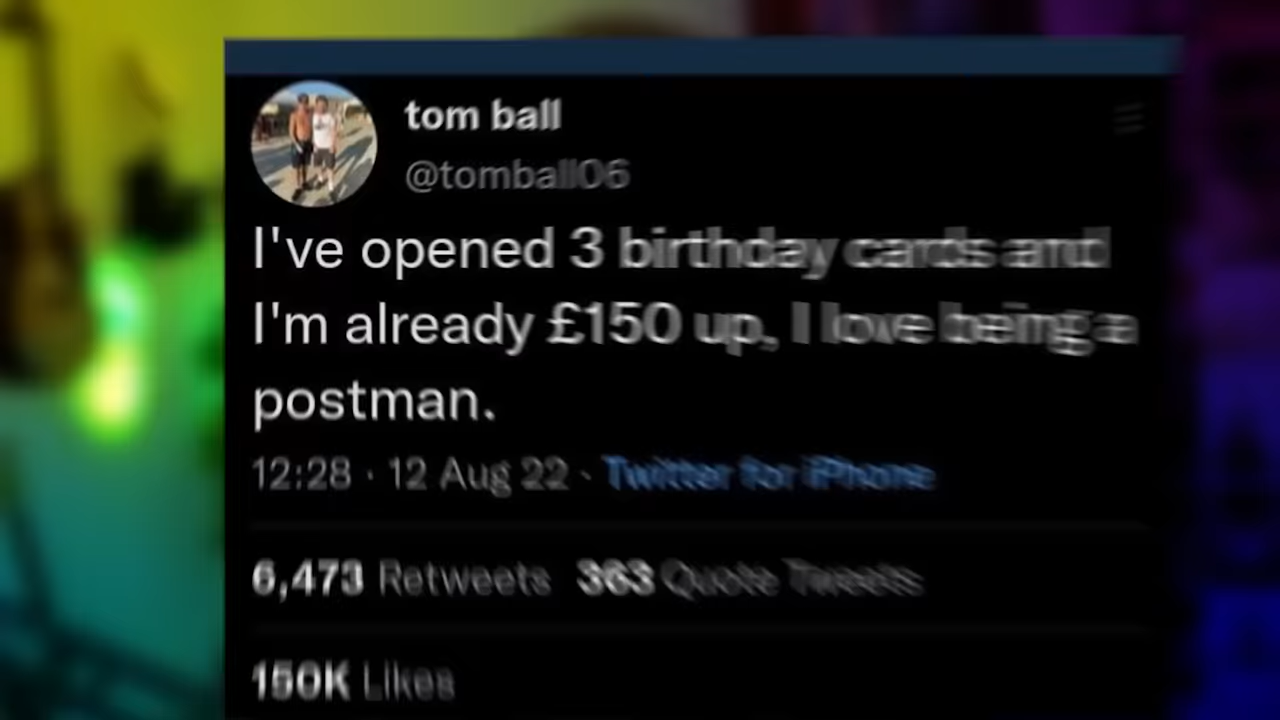 tom ball
@tomball06
I've opened 3 birthday cards and
I'm already £150 up, I love being a
postman.
12:28 · 12 Aug 22 · Twitter for iPhone
6,473 Retweets 363 Quote Tweets
150K Likes